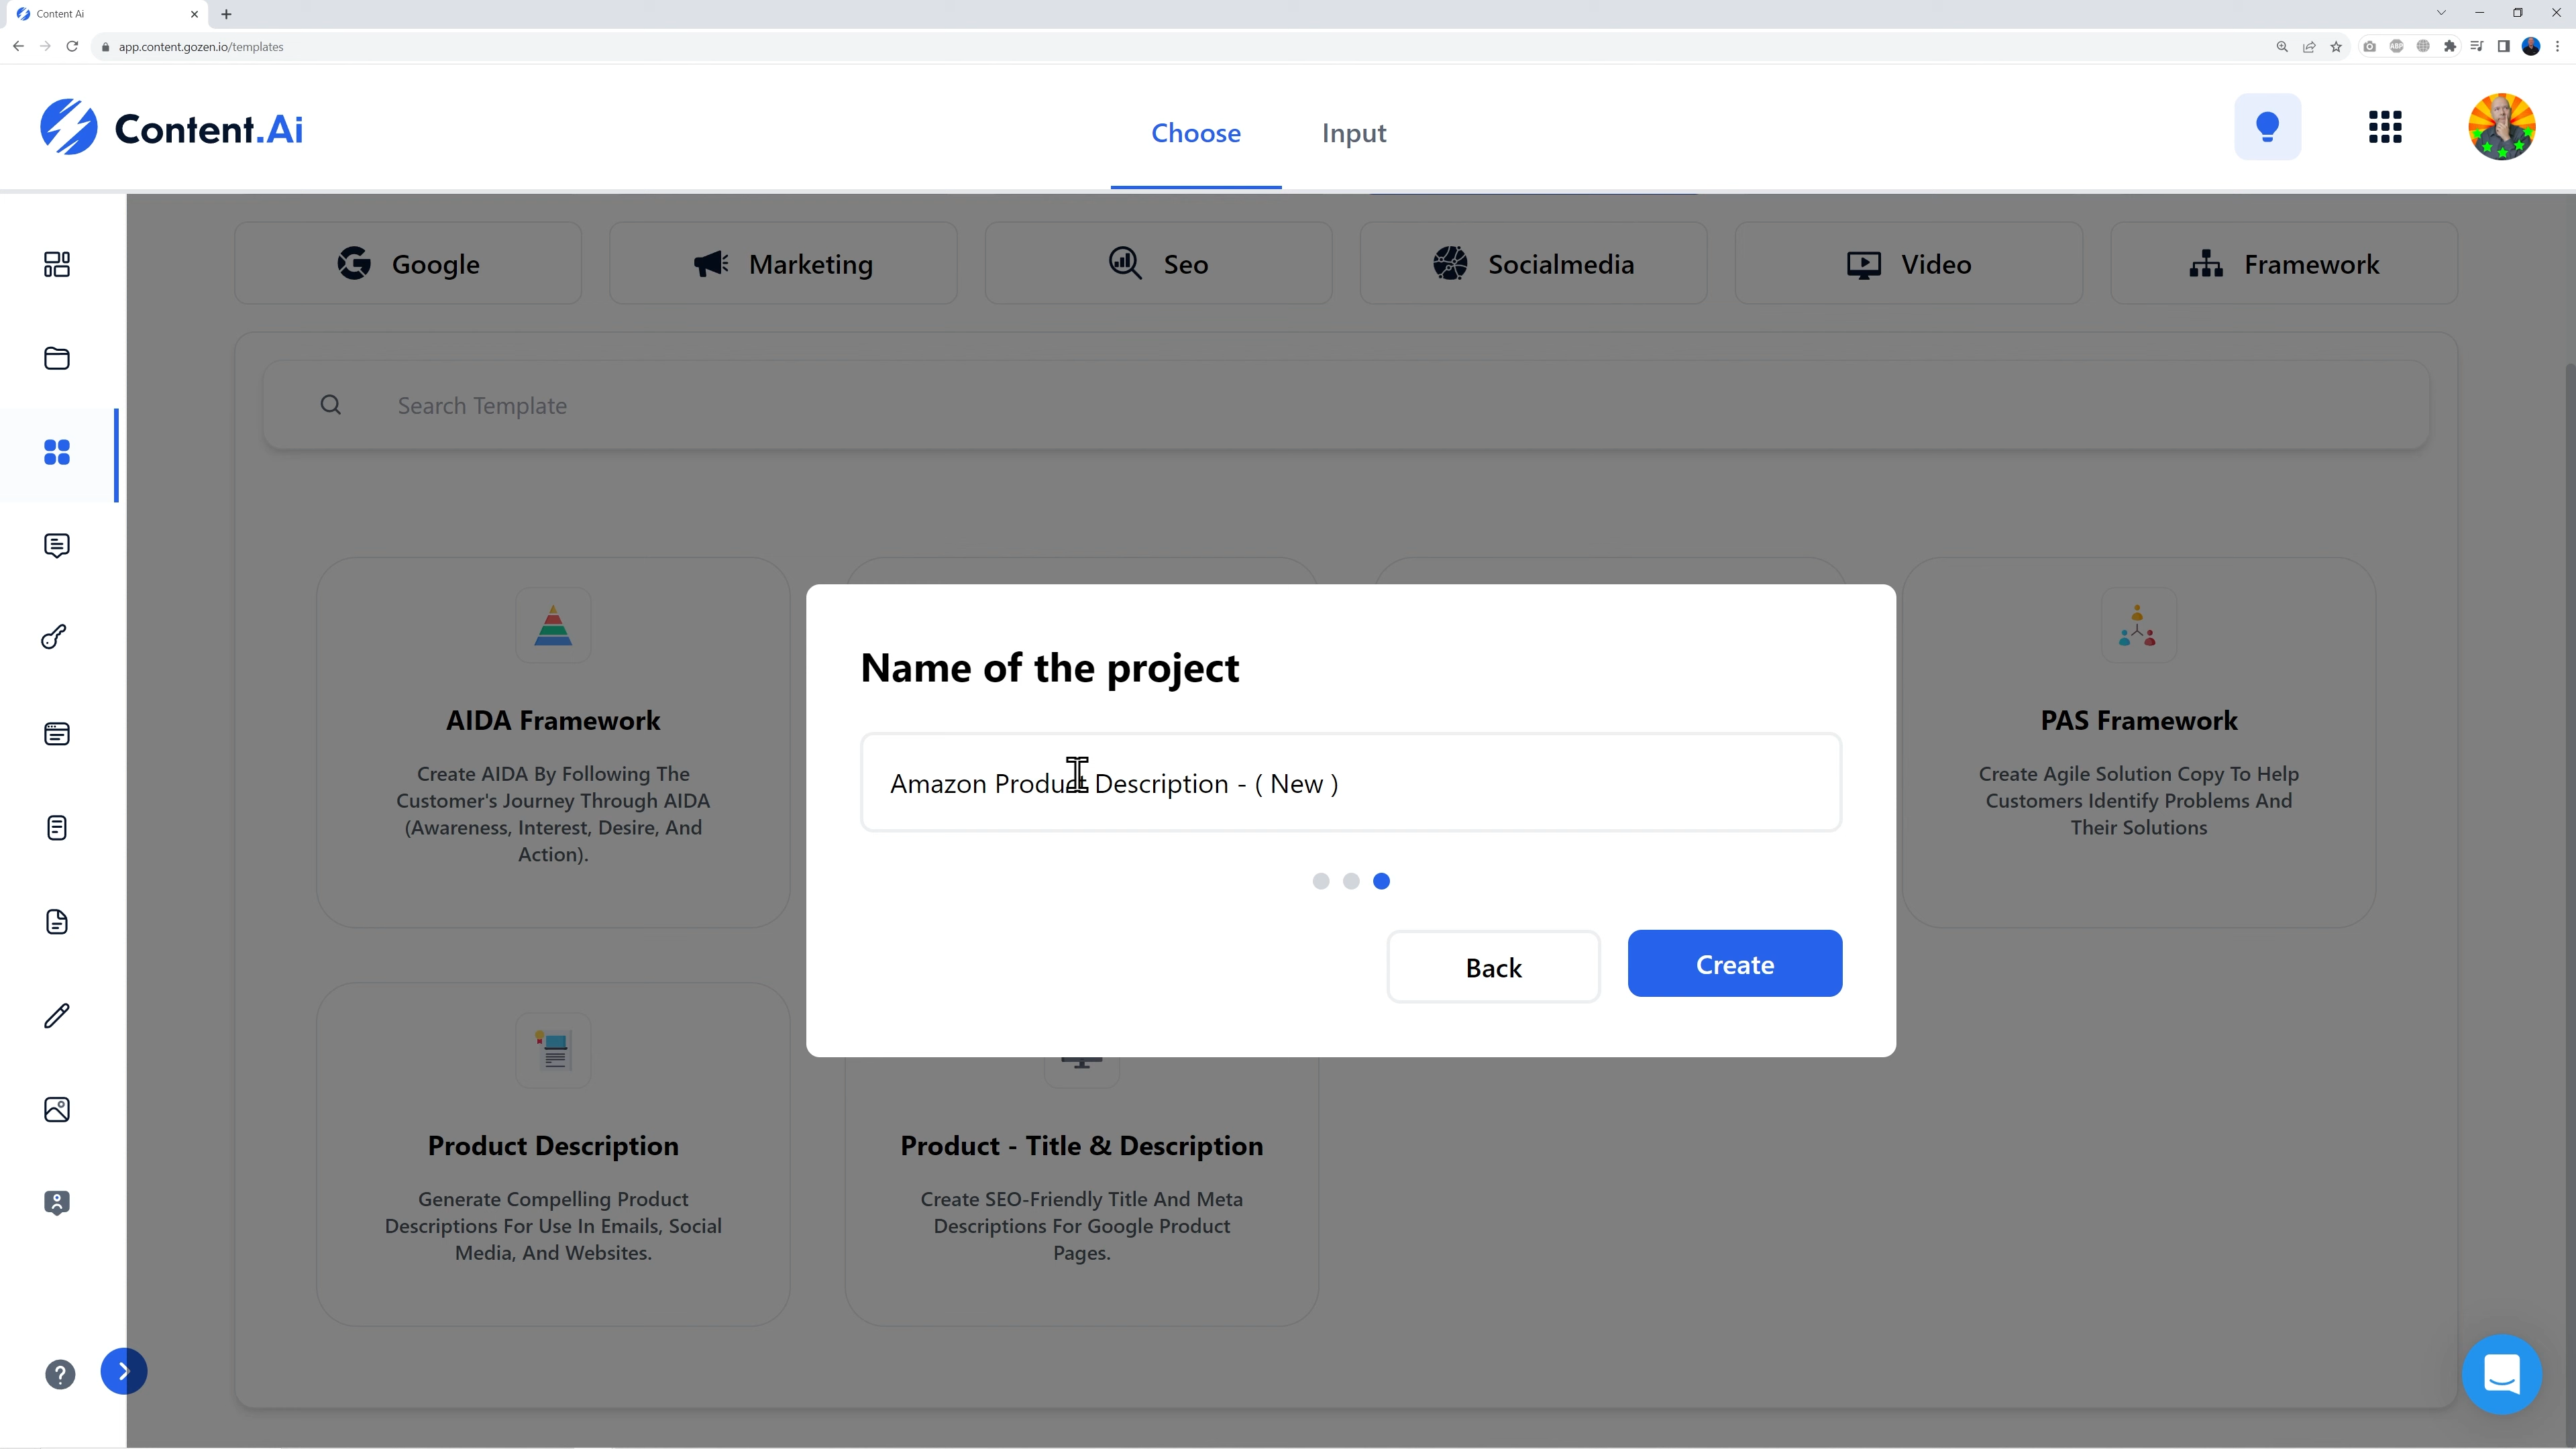 Content Ai
app.content.gozen.io/templates
ABP
Content.Ai
Choose
Input
Google
Marketing
Seo
Socialmedia
Video
Framework
Search Template
AIDA Framework
Create AIDA By Following The
Customer's Journey Through AIDA
(Awareness, Interest, Desire, And
Action).
PAS Framework
Create Agile Solution Copy To Help
Customers Identify Problems And
Their Solutions
Name of the project
Amazon Product Description - ( New )
Back
Create
Product Description
Generate Compelling Product
Descriptions For Use In Emails, Social
Media, And Websites.
Product - Title & Description
Create SEO-Friendly Title And Meta
Descriptions For Google Product
Pages.